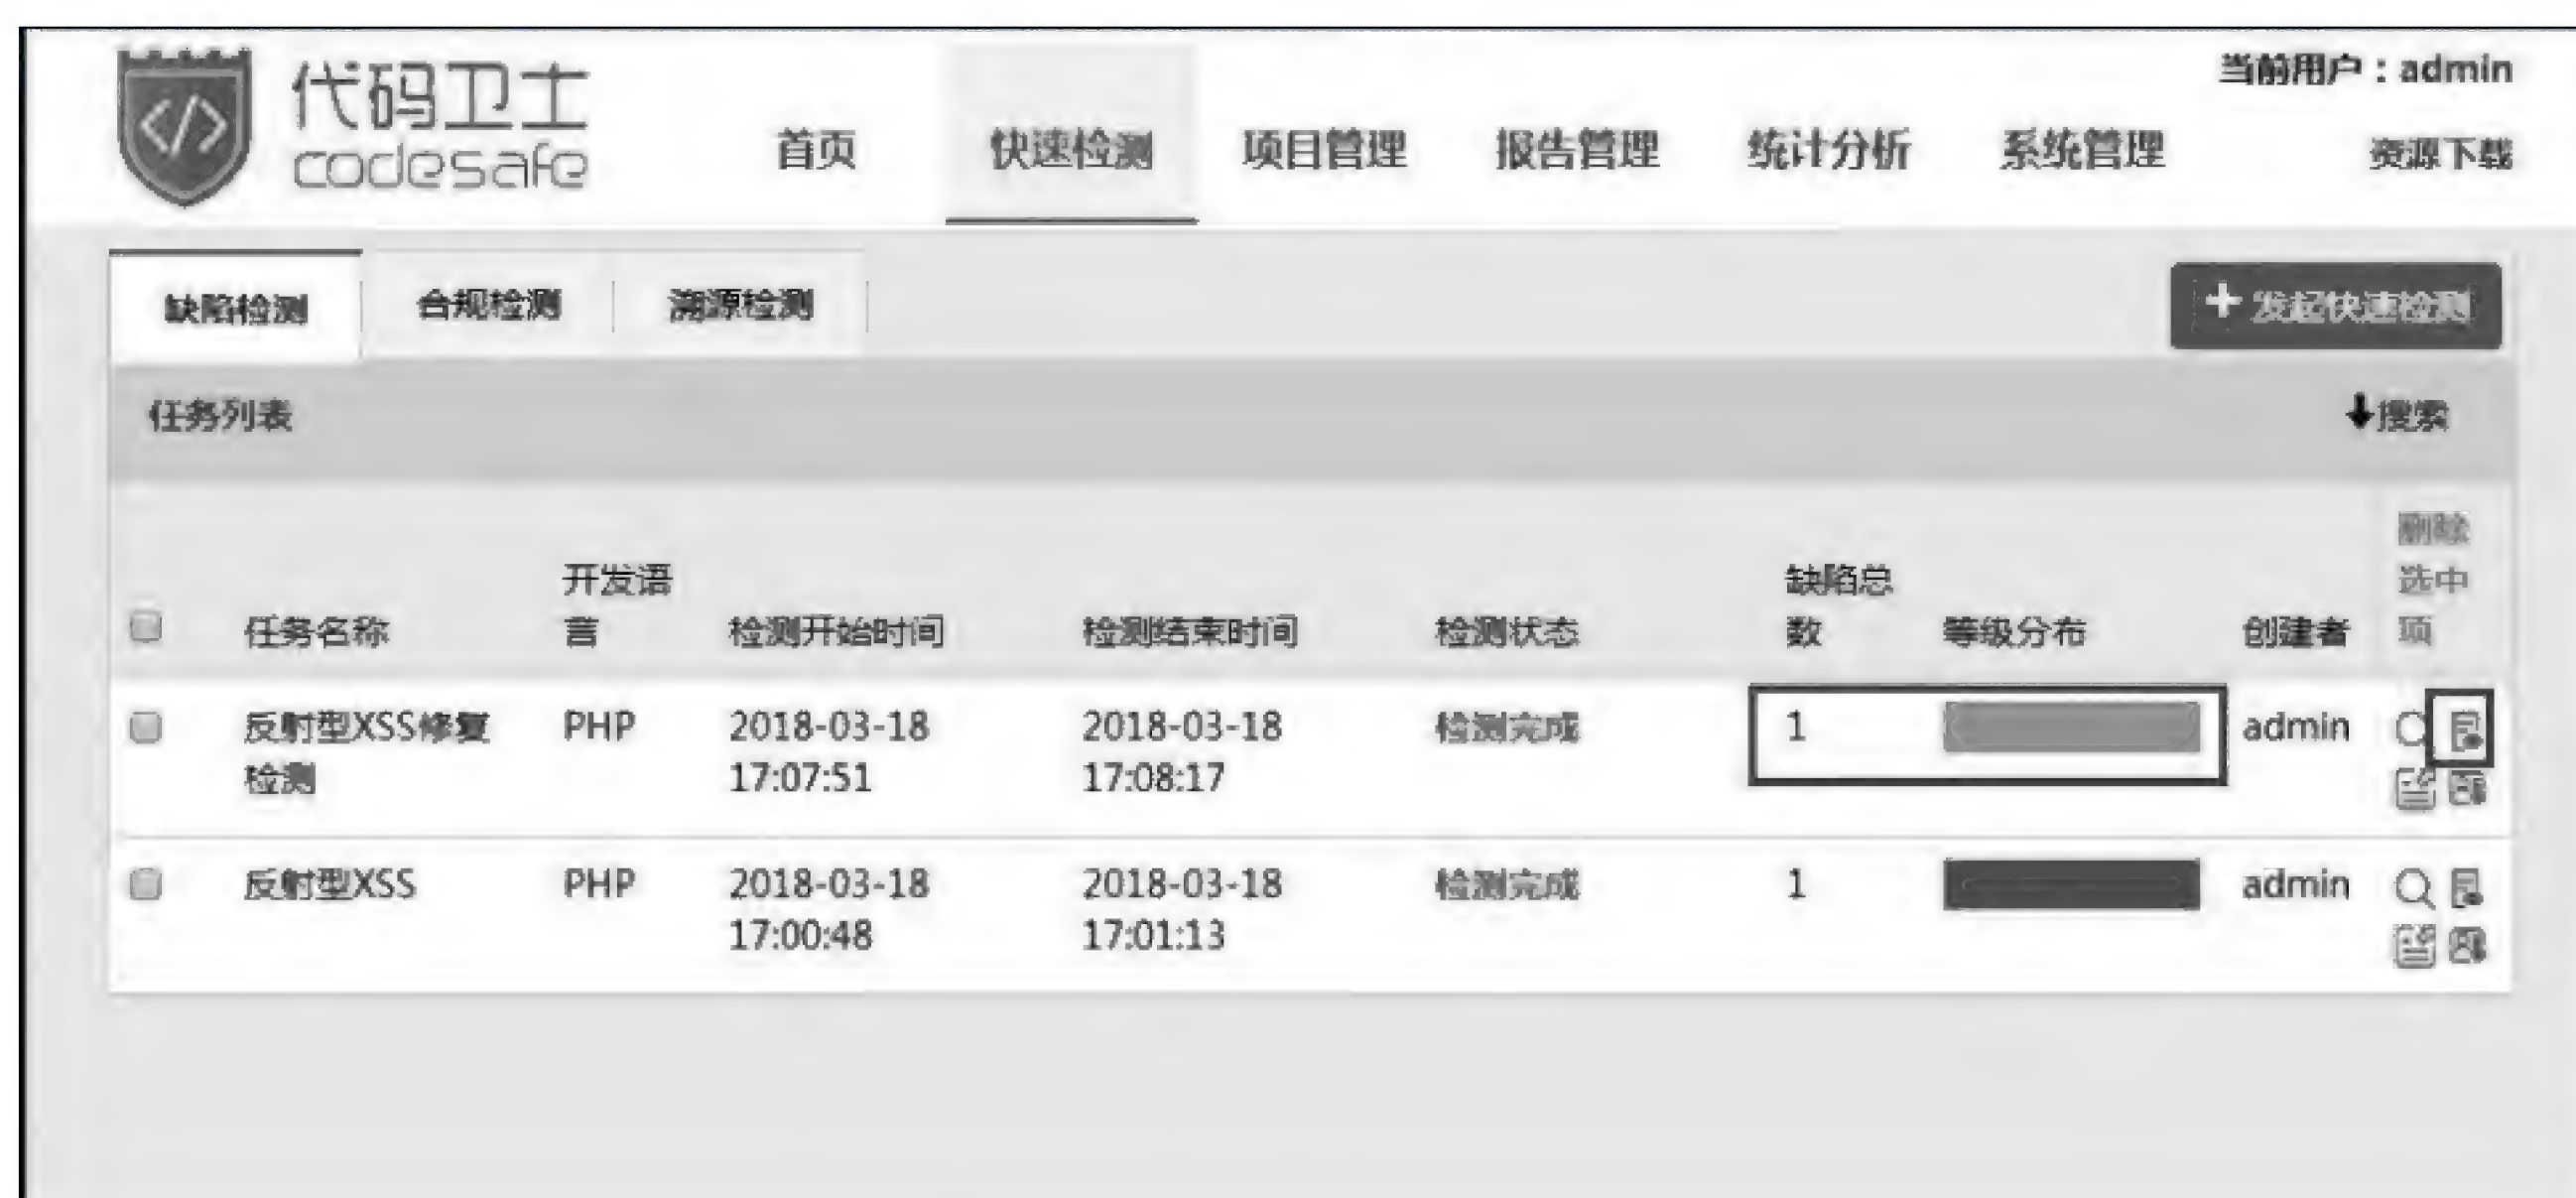 代码卫士
codesafe
当前用户：admin
首页 快速检测 项目管理 报告管理 统计分析 系统管理 资源下载
缺陷检测 合规检测 溯源检测 发起快速检测
任务列表 搜索
任务名称 开发语言 检测开始时间 检测结束时间 检测状态 缺陷总数 等级分布 创建者 删除选中项
反射型XSS修复 PHP 2018-03-18 2018-03-18 检测完成 1 admin
检测 17:07:51 17:08:17
反射型XSS PHP 2018-03-18 2018-03-18 检测完成 1 admin
17:00:48 17:01:13